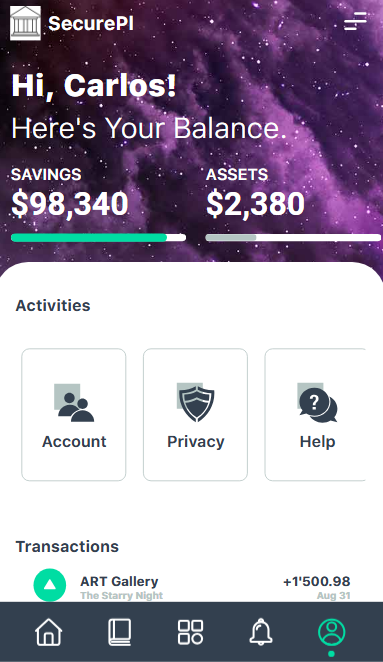 SecurePI
Hi, Carlos!
Here's Your Balance.
SAVINGS ASSETS
$98,340 $2,380
Activities
Account Privacy Help
Transactions
ART Gallery +1'500.98
The Starry Night Aug 31